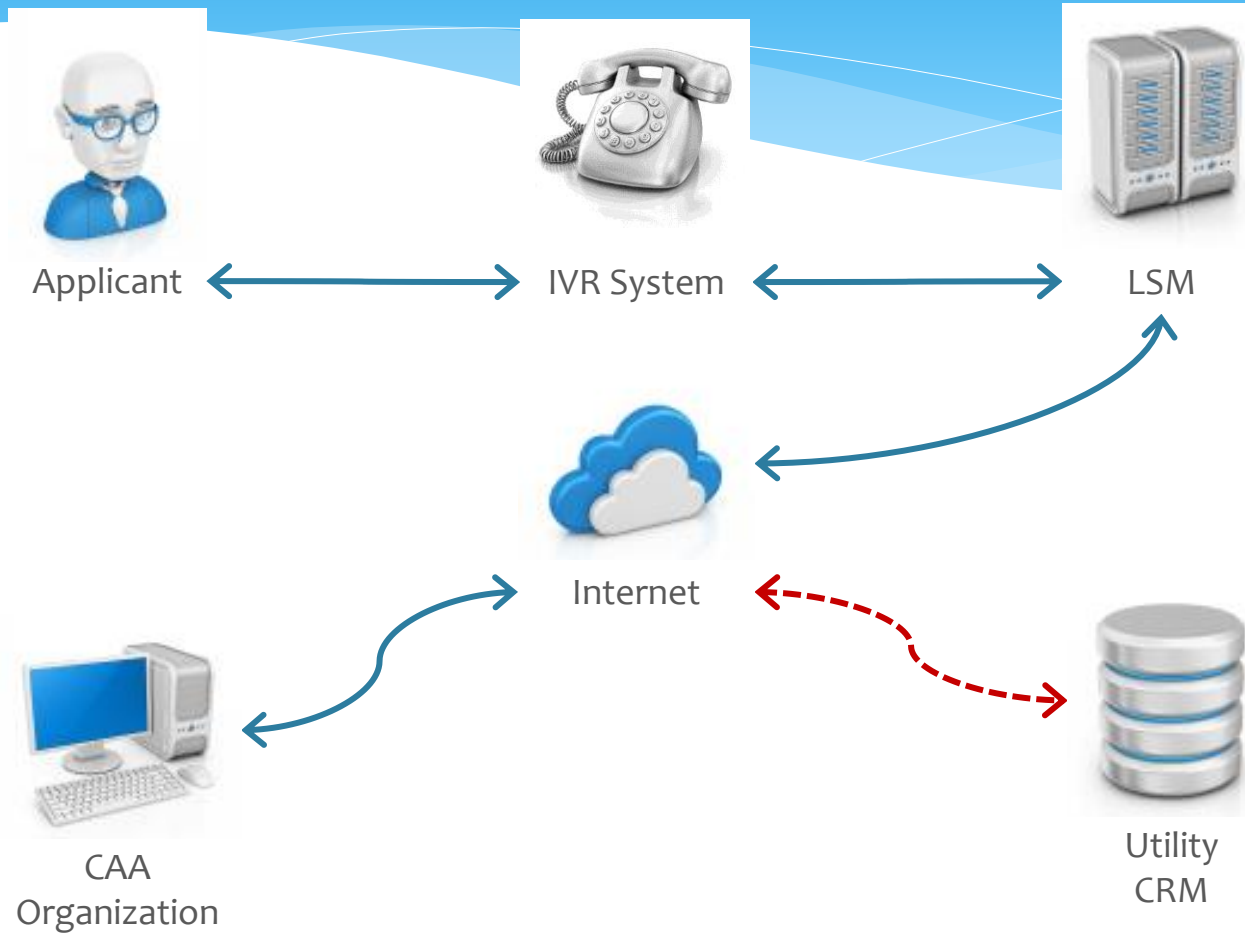 Applicant
IVR System
LSM
Internet
CAA
Organization
Utility
CRM